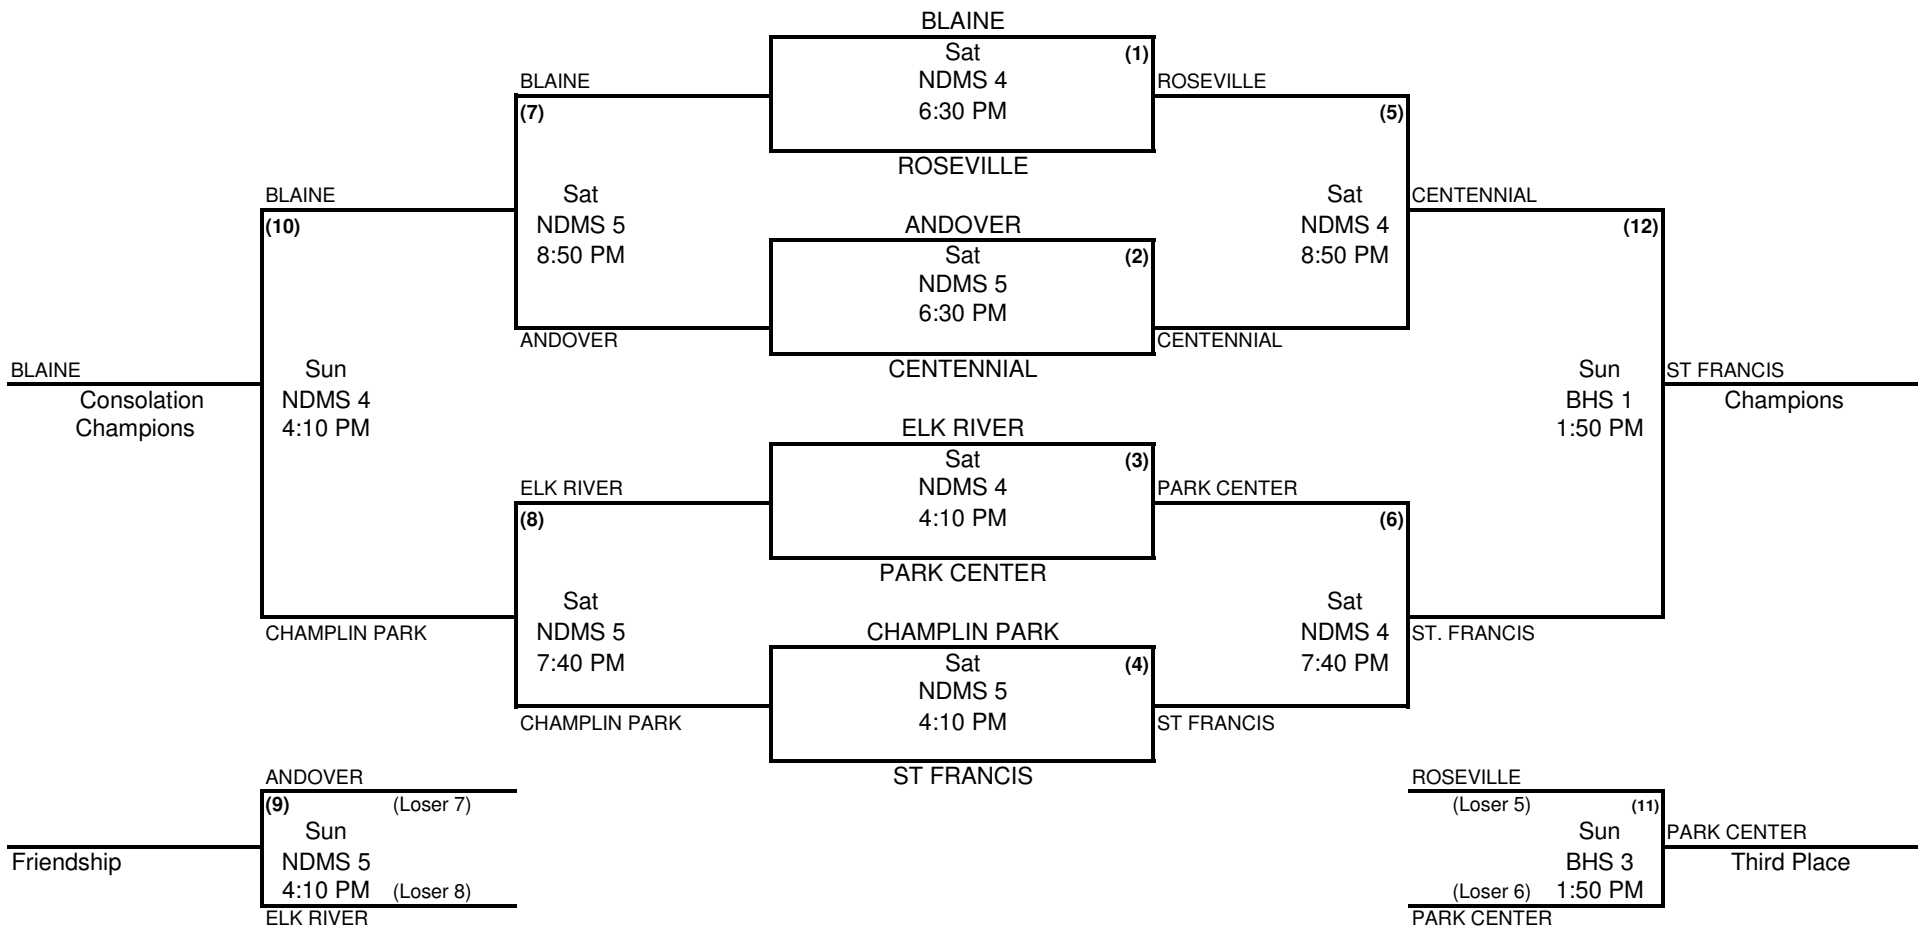 BLAINE
Sat
(1)
BLAINE
NDMS 4
ROSEVILLE
(7)
6:30 PM
(5)
ROSEVILLE
BLAINE
Sat
Sat
CENTENNIAL
(10)
NDMS 5
ANDOVER
NDMS 4
(12)
8:50 PM
Sat
(2)
8:50 PM
NDMS 5
6:30 PM
ANDOVER
CENTENNIAL
BLAINE
Sun
CENTENNIAL
Sun
ST FRANCIS
Consolation
NDMS 4
BHS 1
Champions
Champions
4:10 PM
ELK RIVER
1:50 PM
Sat
(3)
ELK RIVER
NDMS 4
PARK CENTER
(8)
4:10 PM
(6)
PARK CENTER
Sat
Sat
CHAMPLIN PARK
NDMS 5
CHAMPLIN PARK
NDMS 4
ST. FRANCIS
7:40 PM
Sat
(4)
7:40 PM
NDMS 5
CHAMPLIN PARK
4:10 PM
ST FRANCIS
ANDOVER
ST FRANCIS
ROSEVILLE
(9)
(Loser 7)
(Loser 5)
(11)
Sun
Sun
PARK CENTER
Friendship
NDMS 5
BHS 3
Third Place
4:10 PM
(Loser 8)
(Loser 6)
1:50 PM
ELK RIVER
PARK CENTER